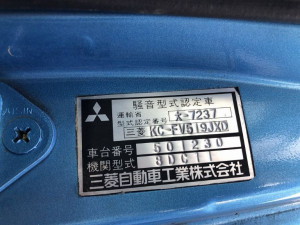 騒音型式認定車
運輸省
型式認定番号 大-7237
三菱 KC-FV519JXD
車台番号 501230
機関型式 8DC11
三菱自動車工業株式会社